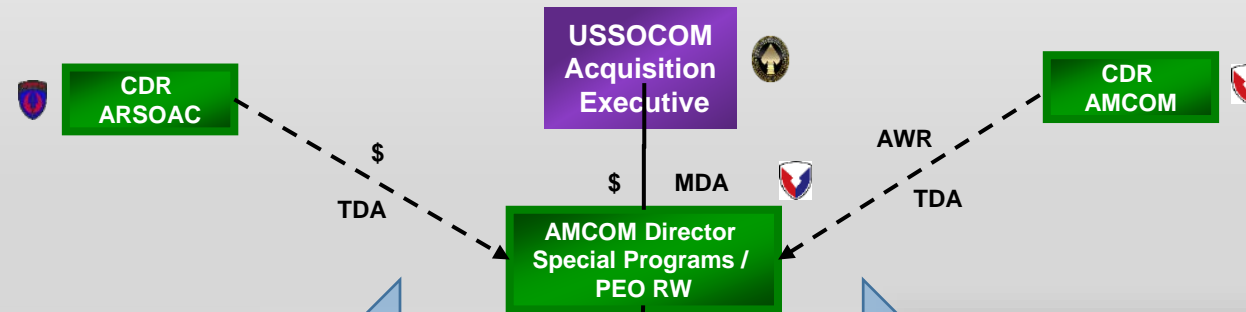 USSOCOM
Acquisition
Executive
CDR
ARSOAC
CDR
AMCOM
$
TDA
$ MDA
AWR
TDA
AMCOM Director
Special Programs /
PEO RW